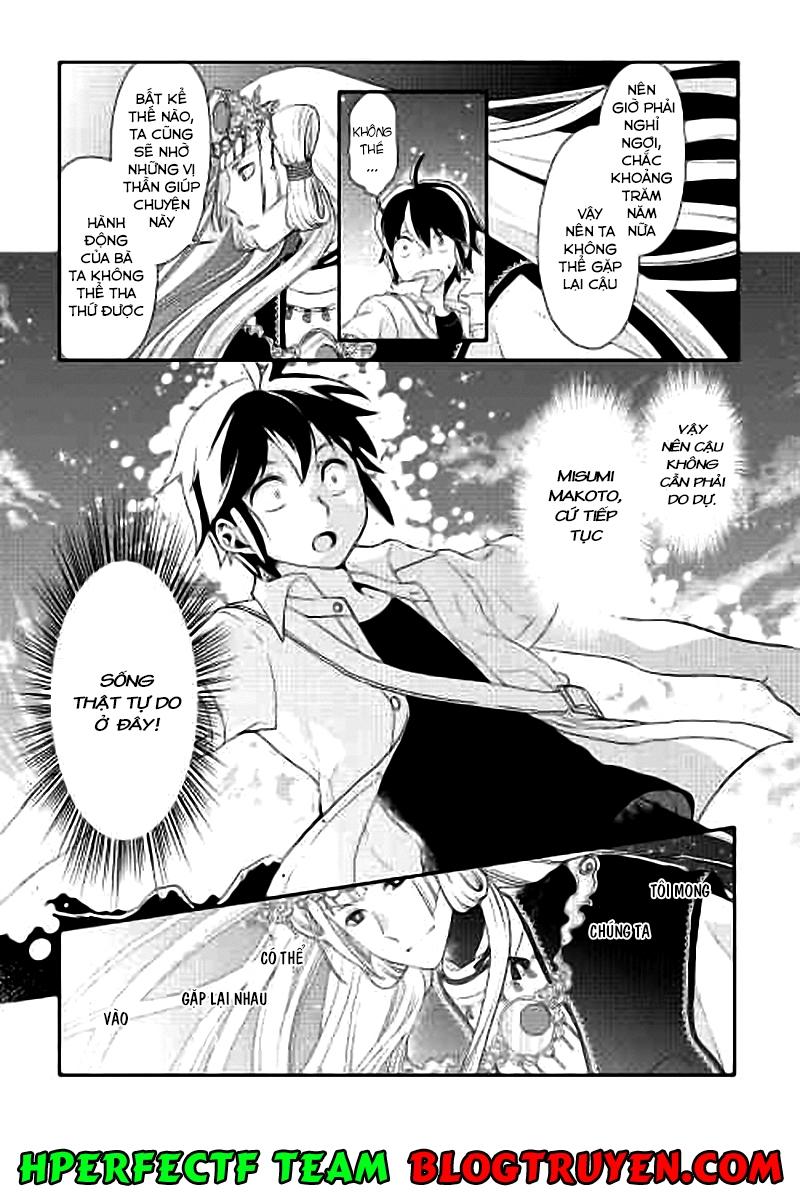 NÊN
GIỜ PHẢI
NGHỈ
NGƠI,
CHẮC
KHOẢNG
TRĂM
NĂM
NỮA
VẬY
NÊN TA
KHÔNG
THỂ GẶP
LẠI CẬU
KHÔNG
THỂ
...
BẤT KỂ
THẾ NÀO,
TA CŨNG
SẼ NHỜ
NHỮNG VỊ
THẦN GIÚP
CHUYỆN
NÀY
HÀNH
ĐỘNG
CỦA BÀ
TA KHÔNG
THỂ THA
THỨ ĐƯỢC
VẬY
NÊN CẬU
KHÔNG
CẦN PHẢI
DO DỰ.
MISUMI
MAKOTO,
CỨ TIẾP
TỤC
SỐNG
THẬT TỰ DO
Ở ĐÂY!
TÔI MONG
CHÚNG TA
CÓ THỂ
GẶP LẠI NHAU
VÀO
HPERFECTF TEAM BLOGTRUYEN.COM